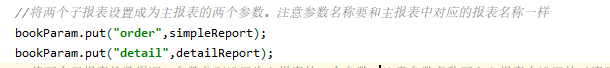 //将两个子报表设置成为主报表的两个参数。注意参数名称要和主报表中对应的报表名称一样
bookParam.put("order",simpleReport);
bookParam.put("detail",detailReport);